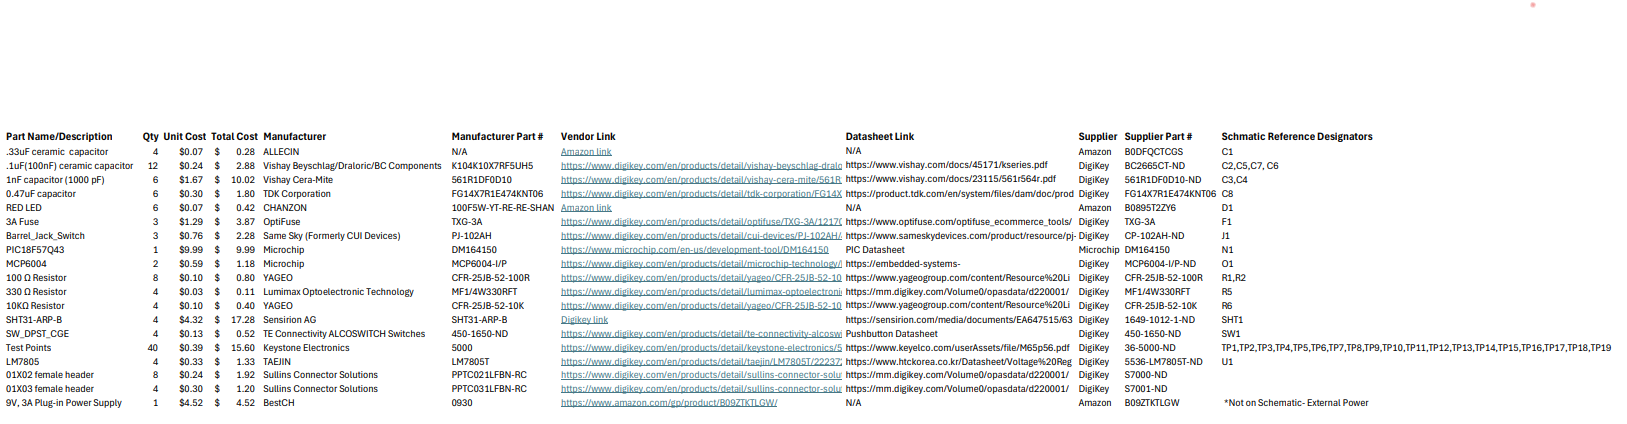 Part Name/Description Qty Unit Cost Total Cost Manufacturer Manufacturer Part # Vendor Link Datasheet Link Supplier Supplier Part # Schmatic Reference Designators
.33uF ceramic capacitor 4 $0.07 $ 0.28 ALLECIN N/A Amazon link N/A Amazon B0DFQCTCGS C1
.1uF(100nF) ceramic capacitor 12 $0.24 $ 2.88 Vishay Beyschlag/Draloric/BC Components K104K10X7RF5UH5 https://www.digikey.com/en/products/detail/vishay-beyschlag-dralo https://www.vishay.com/docs/45171/kseries.pdf DigiKey BC2665CT-ND C2,C5,C7, C6
1nF capacitor (1000 pF) 6 $1.67 $ 10.02 Vishay Cera-Mite 561R1DF0D10 https://www.digikey.com/en/products/detail/vishay-cera-mite/561R https://www.vishay.com/docs/23115/561r564r.pdf DigiKey 561R1DF0D10-ND C3,C4
0.47uF capacitor 6 $0.30 $ 1.80 TDK Corporation FG14X7R1E474KNT06 https://www.digikey.com/en/products/detail/tdk-corporation/FG14X https://product.tdk.com/en/system/files/dam/doc/prod DigiKey FG14X7R1E474KNT06 C8
RED LED 6 $0.07 $ 0.42 CHANZON 100F5W-YT-RE-RE-SHAN Amazon link N/A Amazon B0895T2ZY6 D1
3A Fuse 3 $1.29 $ 3.87 OptiFuse TXG-3A https://www.digikey.com/en/products/detail/optifuse/TXG-3A/12170 https://www.optifuse.com/optifuse_ecommerce_tools/ DigiKey TXG-3A F1
Barrel_Jack_Switch 3 $0.76 $ 2.28 Same Sky (Formerly CUI Devices) PJ-102AH https://www.digikey.com/en/products/detail/cui-devices/PJ-102AH/ https://www.sameskydevices.com/product/resource/pj- DigiKey CP-102AH-ND J1
PIC18F57Q43 1 $9.99 $ 9.99 Microchip DM164150 https://www.microchip.com/en-us/development-tool/DM164150 PIC Datasheet Microchip DM164150 N1
MCP6004 2 $0.59 $ 1.18 Microchip MCP6004-I/P https://www.digikey.com/en/products/detail/microchip-technology/ https://embedded-systems- DigiKey MCP6004-I/P-ND O1
100 Ω Resistor 8 $0.10 $ 0.80 YAGEO CFR-25JB-52-100R https://www.digikey.com/en/products/detail/yageo/CFR-25JB-52-10 https://www.yageogroup.com/content/Resource%20Li DigiKey CFR-25JB-52-100R R1,R2
330 Ω Resistor 4 $0.03 $ 0.11 Lumimax Optoelectronic Technology MF1/4W330RFT https://www.digikey.com/en/products/detail/lumimax-optoelectroni https://mm.digikey.com/Volume0/opasdata/d220001/ DigiKey MF1/4W330RFT R5
10KΩ Resistor 4 $0.10 $ 0.40 YAGEO CFR-25JB-52-10K https://www.digikey.com/en/products/detail/yageo/CFR-25JB-52-10 https://www.yageogroup.com/content/Resource%20Li DigiKey CFR-25JB-52-10K R6
SHT31-ARP-B 4 $4.32 $ 17.28 Sensirion AG SHT31-ARP-B Digikey link https://sensirion.com/media/documents/EA647515/63 DigiKey 1649-1012-1-ND SHT1
SW_DPST_CGE 4 $0.13 $ 0.52 TE Connectivity ALCOSWITCH Switches 450-1650-ND https://www.digikey.com/en/products/detail/te-connectivity-alcoswi Pushbutton Datasheet DigiKey 450-1650-ND SW1
Test Points 40 $0.39 $ 15.60 Keystone Electronics 5000 https://www.digikey.com/en/products/detail/keystone-electronics/5 https://www.keyelco.com/userAssets/file/M65p56.pdf DigiKey 36-5000-ND TP1,TP2,TP3,TP4,TP5,TP6,TP7,TP8,TP9,TP10,TP11,TP12,TP13,TP14,TP15,TP16,TP17,TP18,TP19
LM7805 4 $0.33 $ 1.33 TAEJIN LM7805T https://www.digikey.com/en/products/detail/taejin/LM7805T/22237 https://www.htckorea.co.kr/Datasheet/Voltage%20Reg DigiKey 5536-LM7805T-ND U1
01X02 female header 8 $0.24 $ 1.92 Sullins Connector Solutions PPTC021LFBN-RC https://www.digikey.com/en/products/detail/sullins-connector-solu https://mm.digikey.com/Volume0/opasdata/d220001/ DigiKey S7000-ND
01X03 female header 4 $0.30 $ 1.20 Sullins Connector Solutions PPTC031LFBN-RC https://www.digikey.com/en/products/detail/sullins-connector-solu https://mm.digikey.com/Volume0/opasdata/d220001/ DigiKey S7001-ND
9V, 3A Plug-in Power Supply 1 $4.52 $ 4.52 BestCH 0930 https://www.amazon.com/gp/product/B09ZTKTLGW/ N/A Amazon B09ZTKTLGW *Not on Schematic- External Power